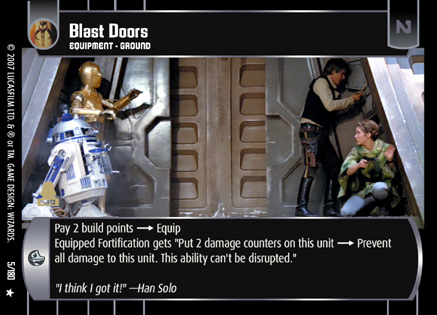 Blast Doors
EQUIPMENT - GROUND
N
Pay 2 build points → Equip
Equipped Fortification gets "Put 2 damage counters on this unit → Prevent
all damage to this unit. This ability can't be disrupted."
"I think I got it!" —Han Solo
© 2007 LUCASFILM LTD. & ® or TM. GAME DESIGN: WIZARDS.
5/180 ★